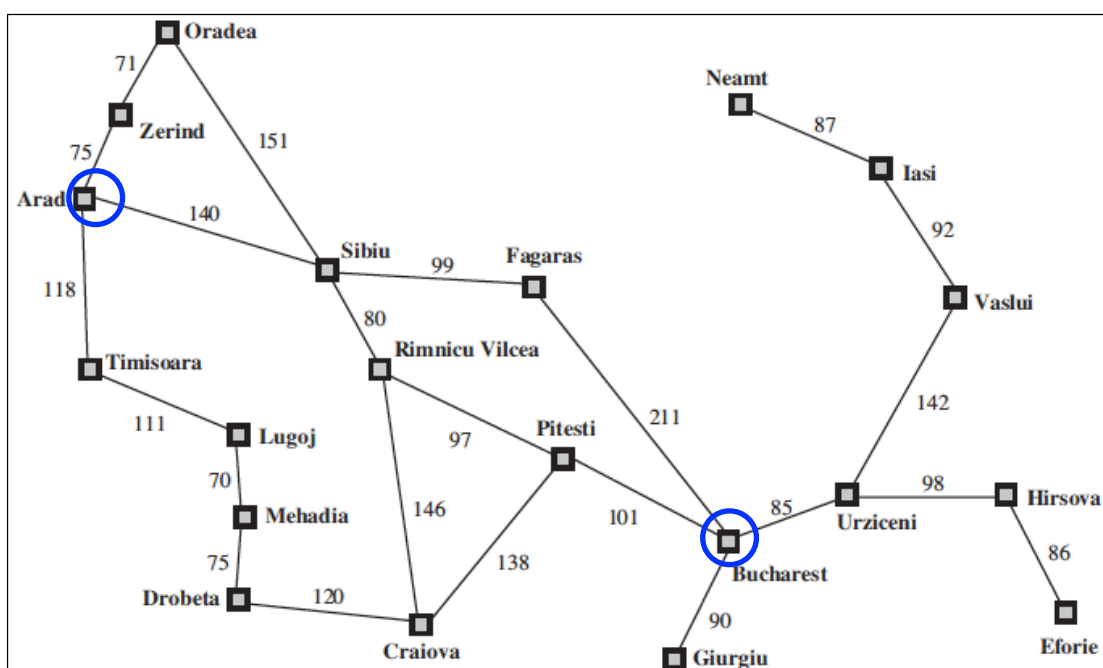 Oradea
71
Neamt
87
Zerind
151
75
Iasi
Arad
140
92
Sibiu
Fagaras
99
118
Vaslui
80
Timisoara
Rimnicu Vilcea
142
211
111
Lugoj
97
Pitesti
70
98
Hirsova
146
85
Mehadia
101
Urziceni
75
138
86
Bucharest
Drobeta
120
90
Craiova
Giurgiu
Eforie